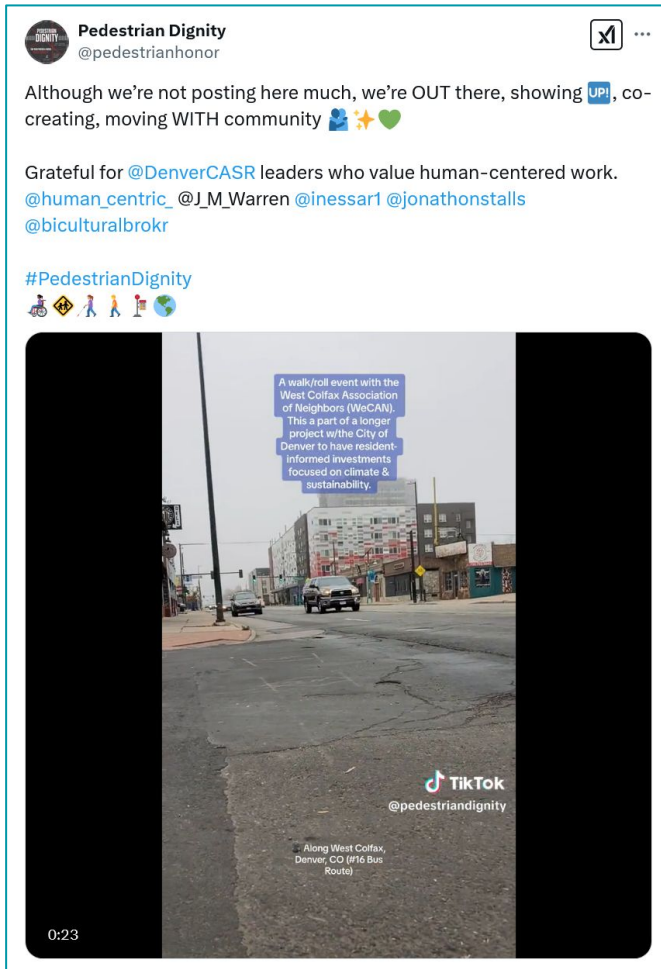 PEDESTRIAN
DIGNITY
Pedestrian Dignity
@pedestrianhonor
Although we’re not posting here much, we’re OUT there, showing UP!, co-
creating, moving WITH community 🫂✨💚
Grateful for @DenverCASR leaders who value human-centered work.
@human_centric_ @J_M_Warren @inessar1 @jonathonstalls
@biculturalbrokr
#PedestrianDignity
A walk/roll event with the
West Colfax Association
of Neighbors (WeCAN).
This a part of a longer
project w/the City of
Denver to have resident-
informed investments
focused on climate &
sustainability.
TikTok
@pedestriandignity
Along West Colfax,
Denver, CO (#16 Bus
Route)
0:23